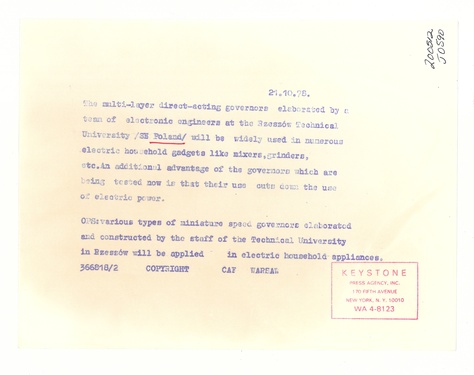 200812
J0590
21.10.75.
The multi-layer direct-acting governors elaborated by a
team of electronic engineers at the Rzeszów Technical
University /SE Poland/ will be widely used in numerous
electric household gadgets like mixers,grinders,
etc.An additional advantage of the governors which are
being tested now is that their use cuts down the use
of electric power.
OPS:various types of miniature speed governors elaborated
and constructed by the staff of the Technical University
in Rzeszów will be applied in electric household appliances.
366818/2 COPYRIGHT CAF WARSAW
KEYSTONE
PRESS AGENCY, INC.
170 FIFTH AVENUE
NEW YORK, N. Y. 10010
WA 4-8123